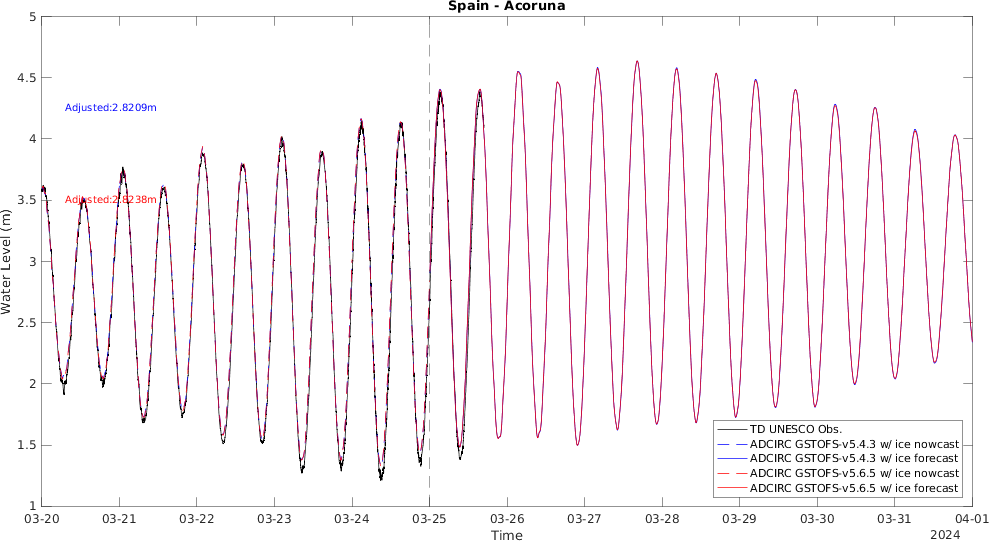 Spain - Acoruna
5
4.5
4
3.5
3
2.5
2
1.5
1
Water Level (m)
Adjusted:2.8209m
Adjusted:2.8238m
TD UNESCO Obs.
ADCIRC GSTOFS-v5.4.3 w/ ice nowcast
ADCIRC GSTOFS-v5.4.3 w/ ice forecast
ADCIRC GSTOFS-v5.6.5 w/ ice nowcast
ADCIRC GSTOFS-v5.6.5 w/ ice forecast
03-20 03-21 03-22 03-23 03-24 03-25 03-26 03-27 03-28 03-29 03-30 03-31 04-01
Time
2024